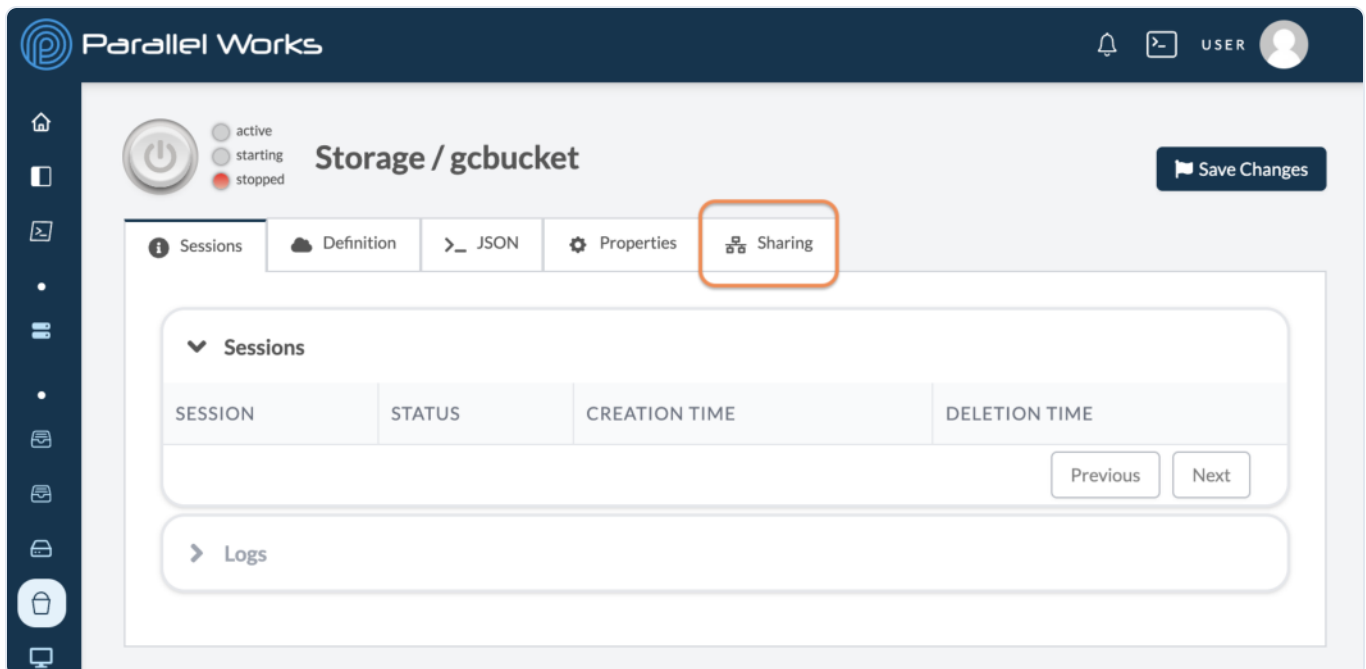 Parallel Works
USER
active
starting
stopped
Storage / gcbucket
Save Changes
Sessions
Definition
>_ JSON
Properties
Sharing
Sessions
SESSION STATUS CREATION TIME DELETION TIME
Previous Next
Logs